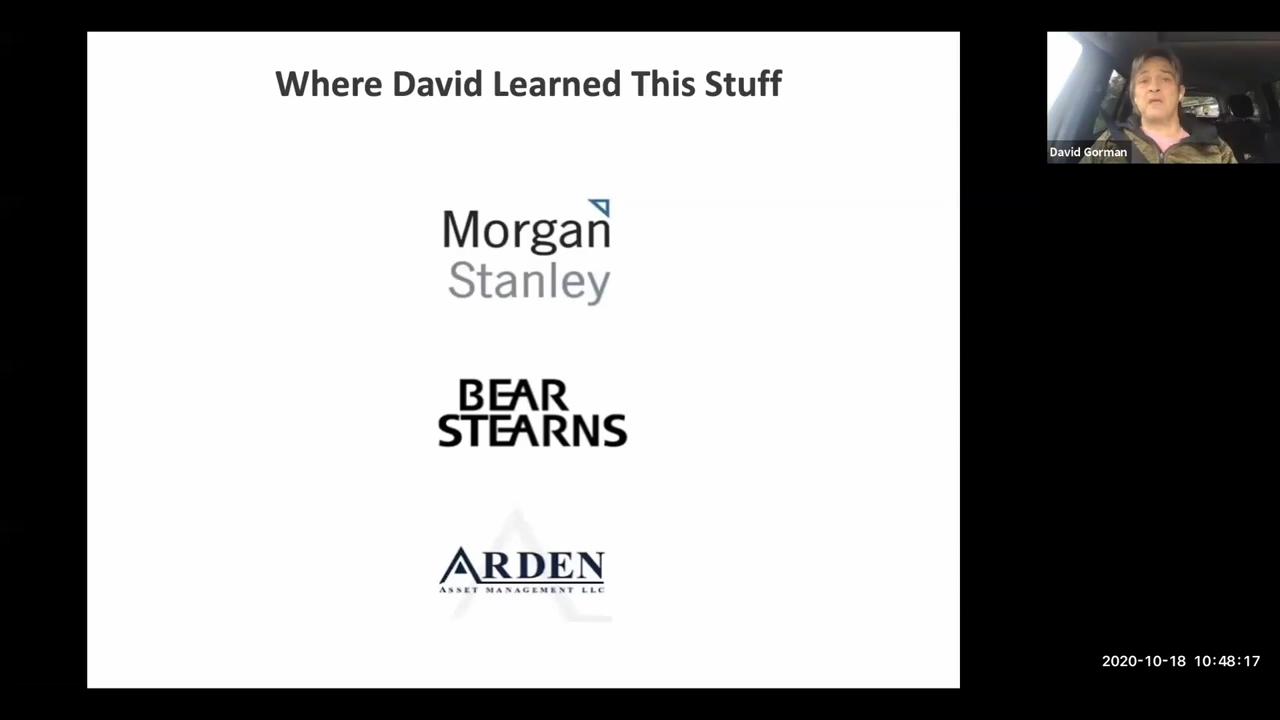 Where David Learned This Stuff
Morgan
Stanley
BEAR
STEARNS
ARDEN
ASSET MANAGEMENT LLC
David Gorman
2020-10-18 10:48:17